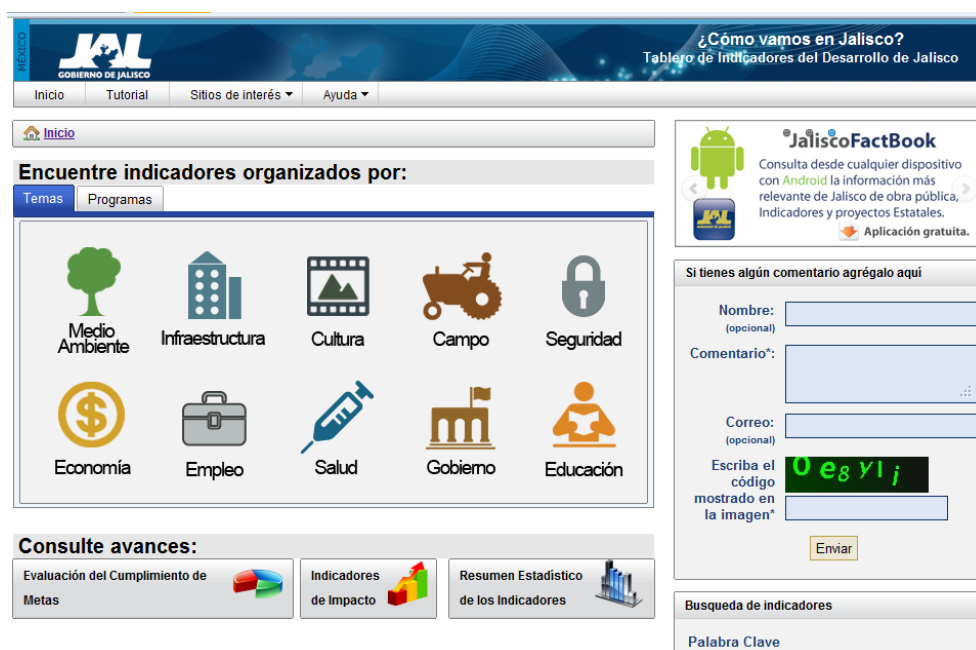 MÉXICO
JAL
GOBIERNO DE JALISCO
¿Cómo vamos en Jalisco?
Tablero de Indicadores del Desarrollo de Jalisco
Inicio Tutorial Sitios de interés Ayuda
Inicio
Encuentre indicadores organizados por:
Temas Programas
Medio
Ambiente
Infraestructura
Cultura
Campo
Seguridad
Economía
Empleo
Salud
Gobierno
Educación
Consulte avances:
Evaluación del Cumplimiento de
Metas
Indicadores
de Impacto
Resumen Estadístico
de los Indicadores
JaliscoFactBook
Consulta desde cualquier dispositivo
con Android la información más
relevante de Jalisco de obra pública,
Indicadores y proyectos Estatales.
Aplicación gratuita.
JAL
Si tienes algún comentario agrégalo aquí
Nombre:
(opcional)
Comentario*:
Correo:
(opcional)
Escriba el
código
mostrado en
la imagen*
Enviar
Busqueda de indicadores
Palabra Clave